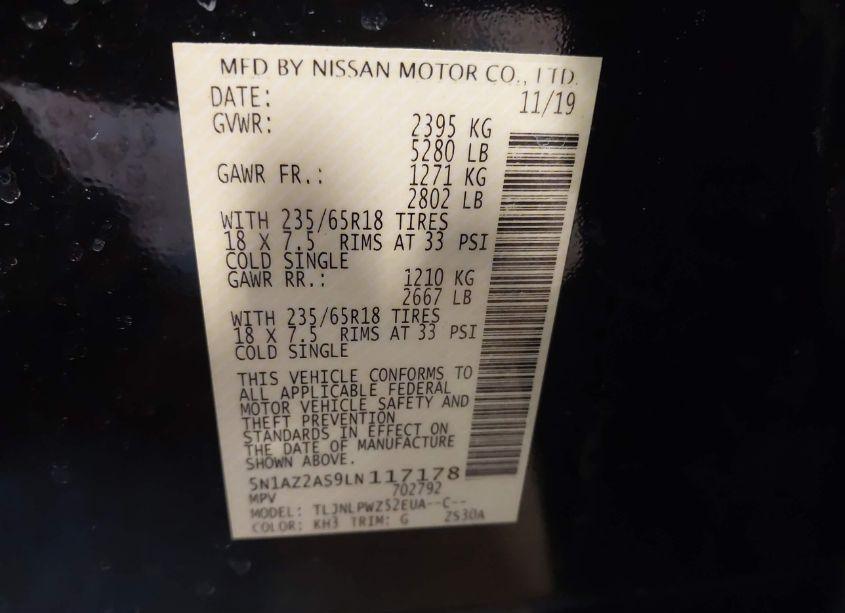 MFD BY NISSAN MOTOR CO., LTD.
DATE: 11/19
GVWR: 2395 KG
5280 LB
GAWR FR.: 1271 KG
2802 LB
WITH 235/65R18 TIRES
18 X 7.5 RIMS AT 33 PSI
COLD SINGLE
GAWR RR.: 1210 KG
2667 LB
WITH 235/65R18 TIRES
18 X 7.5 RIMS AT 33 PSI
COLD SINGLE
THIS VEHICLE CONFORMS TO
ALL APPLICABLE FEDERAL
MOTOR VEHICLE SAFETY AND
THEFT PREVENTION
STANDARDS IN EFFECT ON
THE DATE OF MANUFACTURE
SHOWN ABOVE.
5N1AZ2AS9LN117178
MPV 702792
MODEL: TLJNLPWZ52EUA--C--
COLOR: KH3 TRIM: G ZS30A